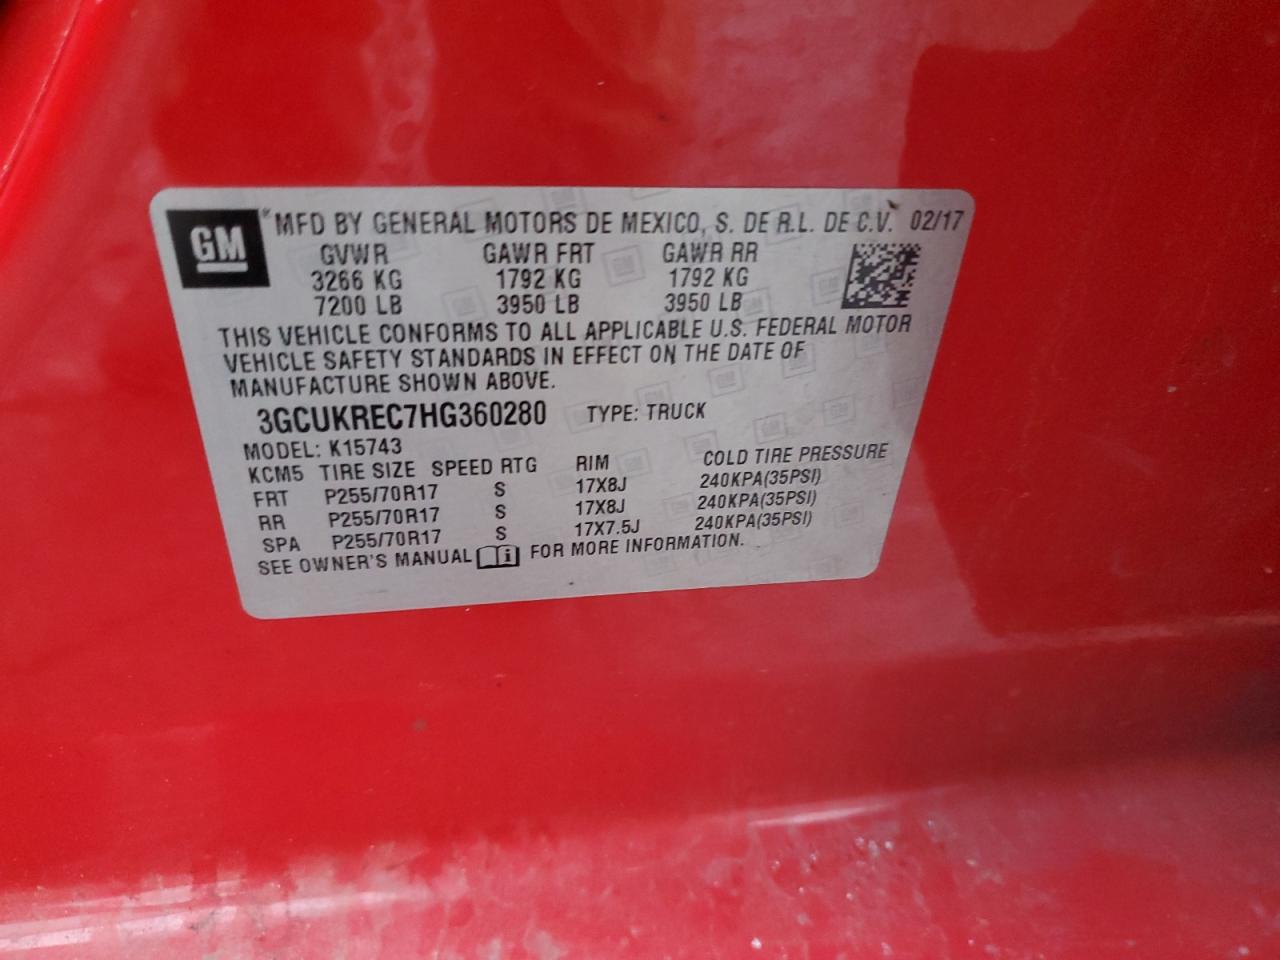 GM MFD BY GENERAL MOTORS DE MEXICO, S. DE R.L. DE C.V. 02/17
GVWR GAWR FRT GAWR RR
3266 KG 1792 KG 1792 KG
7200 LB 3950 LB 3950 LB
THIS VEHICLE CONFORMS TO ALL APPLICABLE U.S. FEDERAL MOTOR
VEHICLE SAFETY STANDARDS IN EFFECT ON THE DATE OF
MANUFACTURE SHOWN ABOVE.
3GCUKREC7HG360280 TYPE: TRUCK
MODEL: K15743
KCM5 TIRE SIZE SPEED RTG RIM COLD TIRE PRESSURE
FRT P255/70R17 S 17X8J 240KPA(35PSI)
RR P255/70R17 S 17X8J 240KPA(35PSI)
SPA P255/70R17 S 17X7.5J 240KPA(35PSI)
SEE OWNER'S MANUAL i FOR MORE INFORMATION.